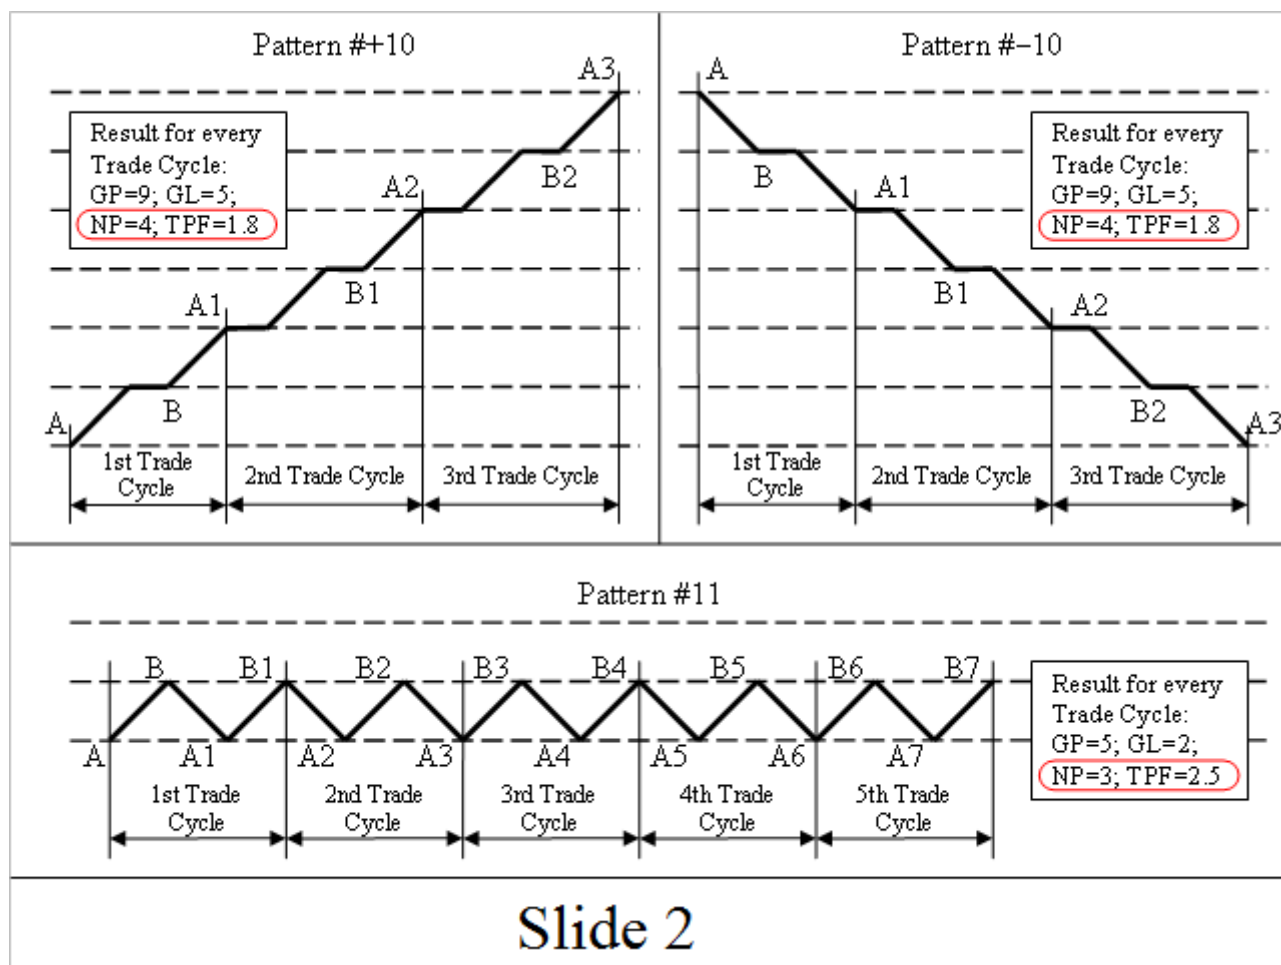 Pattern #+10
A3
Result for every
Trade Cycle:
GP=9; GL=5;
NP=4; TPF=1.8
B2
A2
B1
A1
B
A
1st Trade
Cycle
2nd Trade Cycle
3rd Trade Cycle
Pattern #−10
A
Result for every
Trade Cycle:
GP=9; GL=5;
NP=4; TPF=1.8
B
A1
B1
A2
B2
A3
1st Trade
Cycle
2nd Trade Cycle
3rd Trade Cycle
Pattern #11
B B1 B2 B3 B4 B5 B6 B7
A A1 A2 A3 A4 A5 A6 A7
1st Trade
Cycle
2nd Trade
Cycle
3rd Trade
Cycle
4th Trade
Cycle
5th Trade
Cycle
Result for every
Trade Cycle:
GP=5; GL=2;
NP=3; TPF=2.5
Slide 2